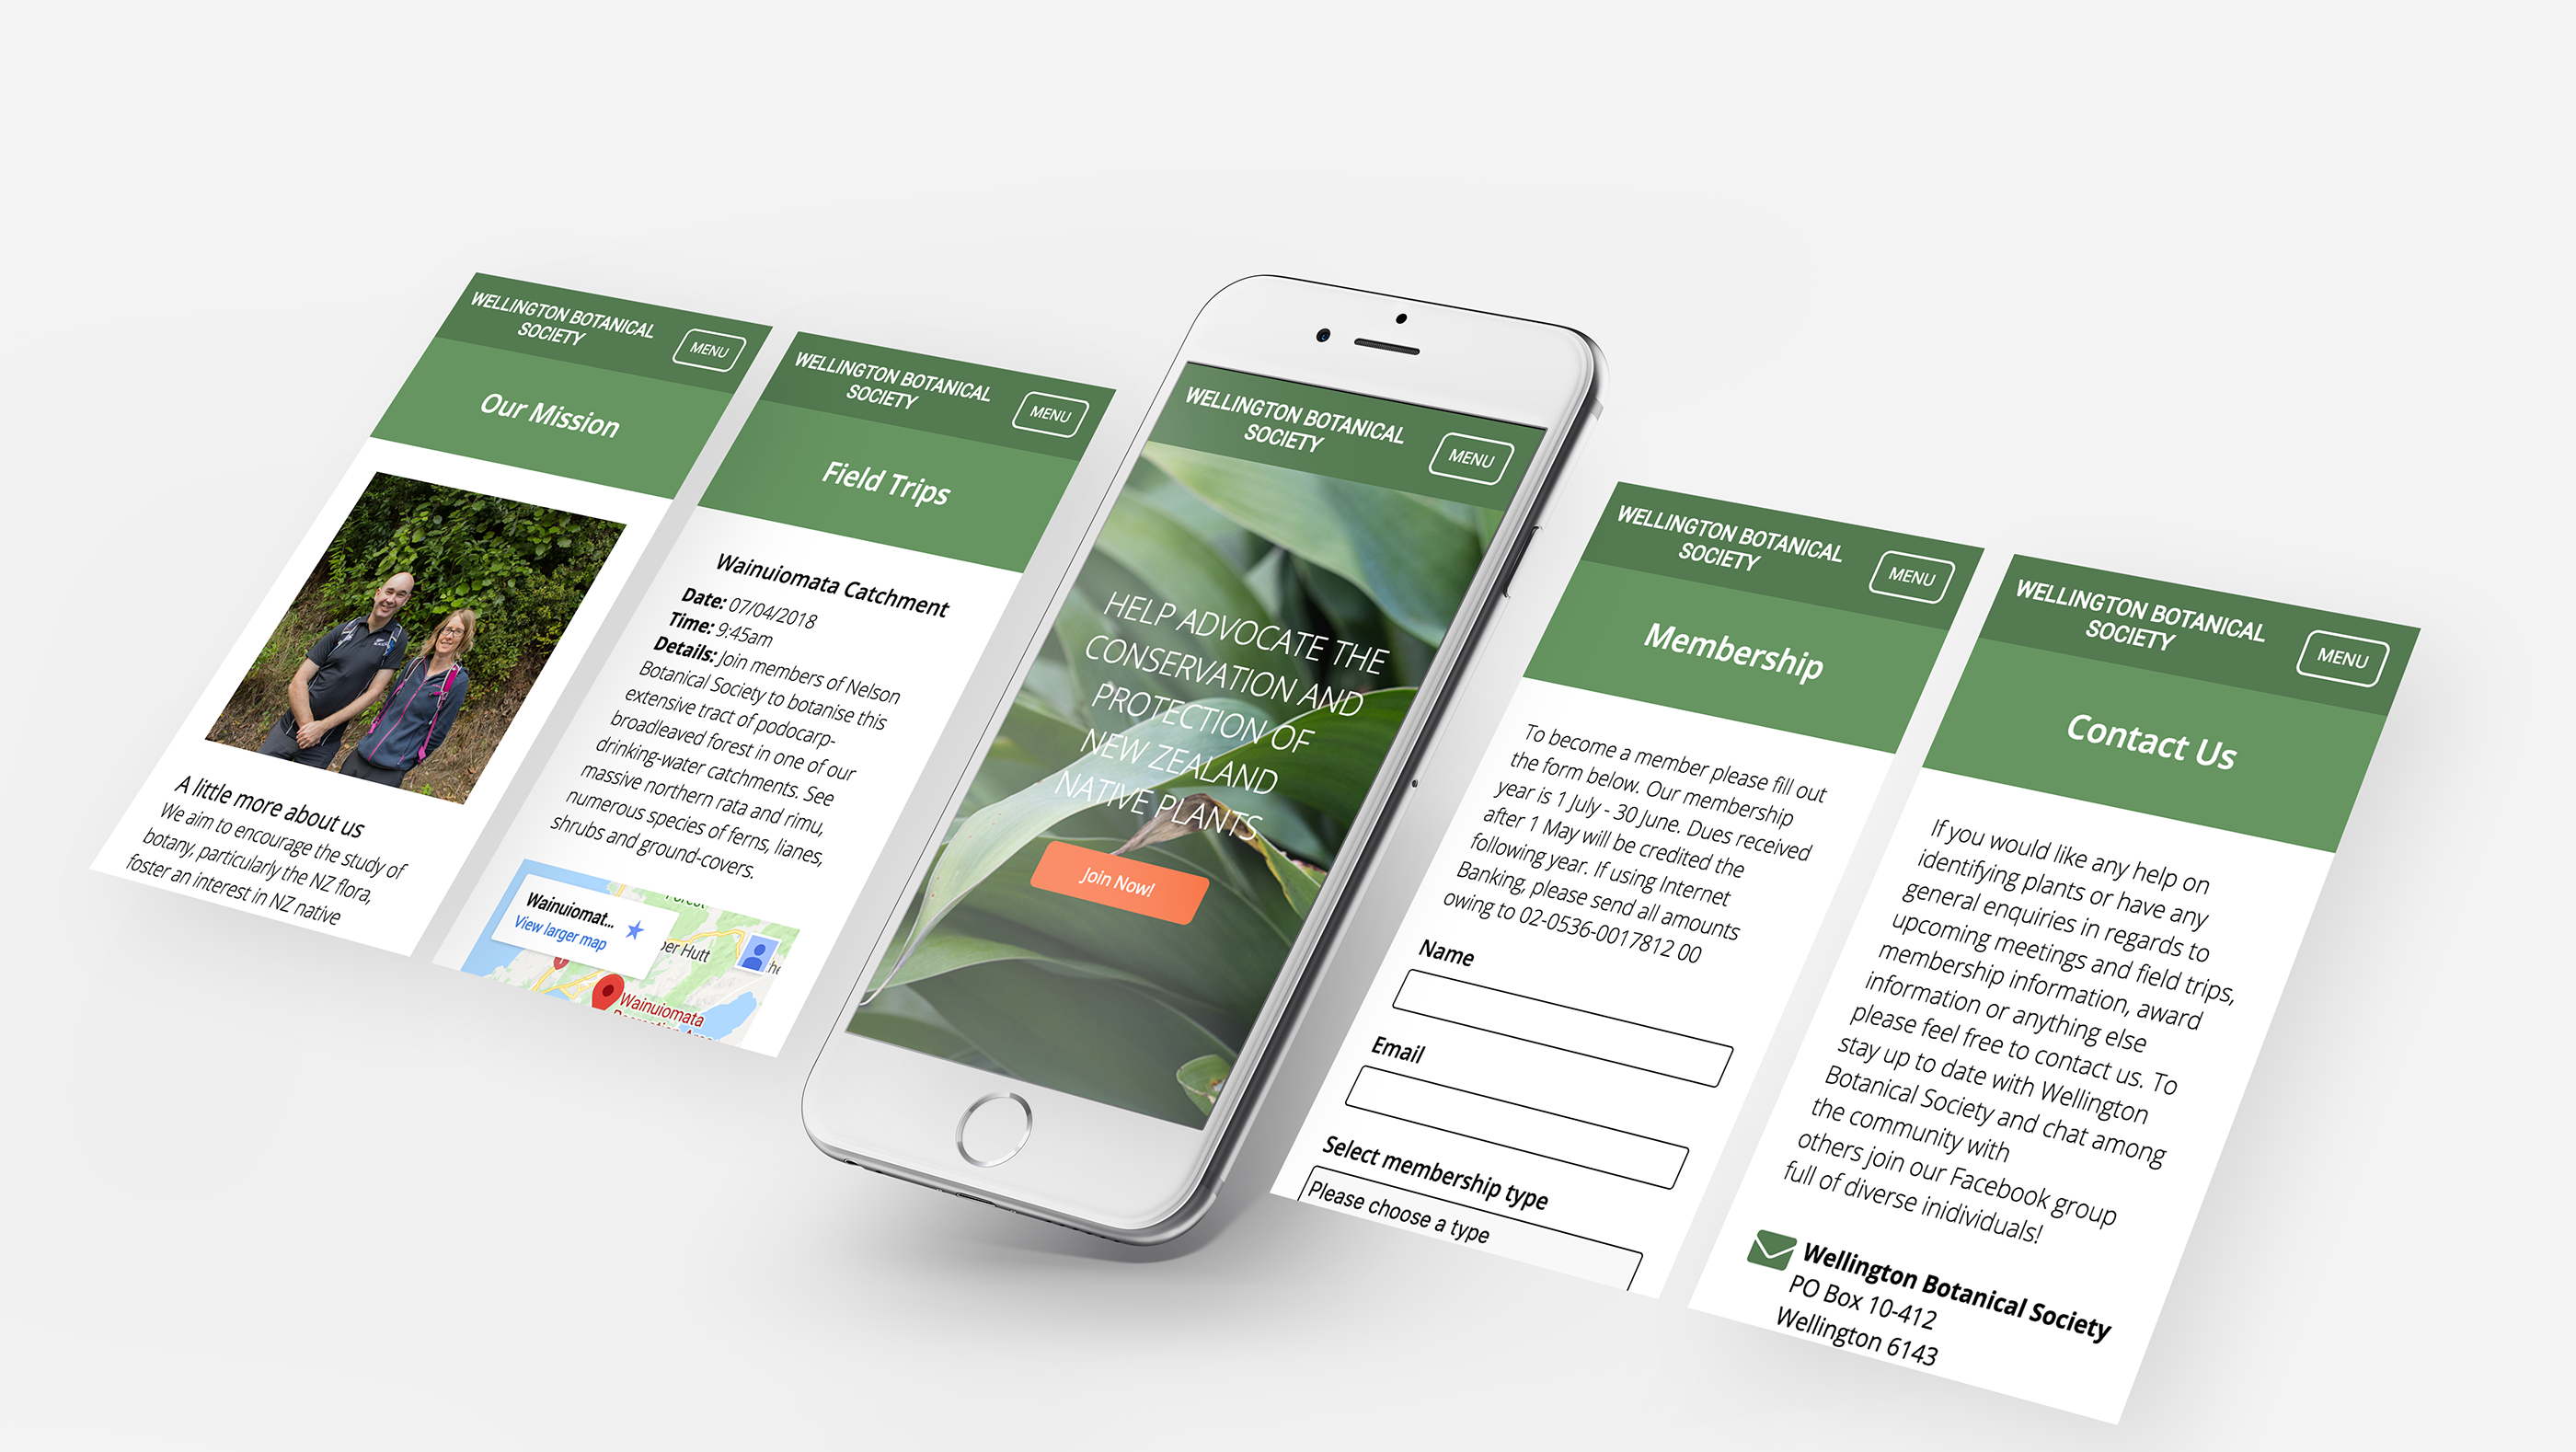 WELLINGTON BOTANICAL
SOCIETY
MENU
Our Mission
A little more about us
We aim to encourage the study of
botany, particularly the NZ flora,
foster an interest in NZ native
WELLINGTON BOTANICAL
SOCIETY
MENU
Field Trips
Wainuiomata Catchment
Date: 07/04/2018
Time: 9:45am
Details: Join members of Nelson
Botanical Society to botanise this
extensive tract of podocarp-
broadleaved forest in one of our
drinking-water catchments. See
massive northern rata and rimu,
numerous species of ferns, lianes,
shrubs and ground-covers.
Wainuiomat...
View larger map
per Hutt
Wainuiomata
WELLINGTON BOTANICAL
SOCIETY
MENU
HELP ADVOCATE THE
CONSERVATION AND
PROTECTION OF
NEW ZEALAND
NATIVE PLANTS
Join Now!
WELLINGTON BOTANICAL
SOCIETY
MENU
Membership
To become a member please fill out
the form below. Our membership
year is 1 July - 30 June. Dues received
after 1 May will be credited the
following year. If using Internet
Banking, please send all amounts
owing to 02-0536-0017812 00
Name
Email
Select membership type
Please choose a type
WELLINGTON BOTANICAL
SOCIETY
MENU
Contact Us
If you would like any help on
identifying plants or have any
general enquiries in regards to
upcoming meetings and field trips,
membership information, award
information or anything else
please feel free to contact us. To
stay up to date with Wellington
Botanical Society and chat among
the community with
others join our Facebook group
full of diverse inidividuals!
Wellington Botanical Society
PO Box 10-412
Wellington 6143